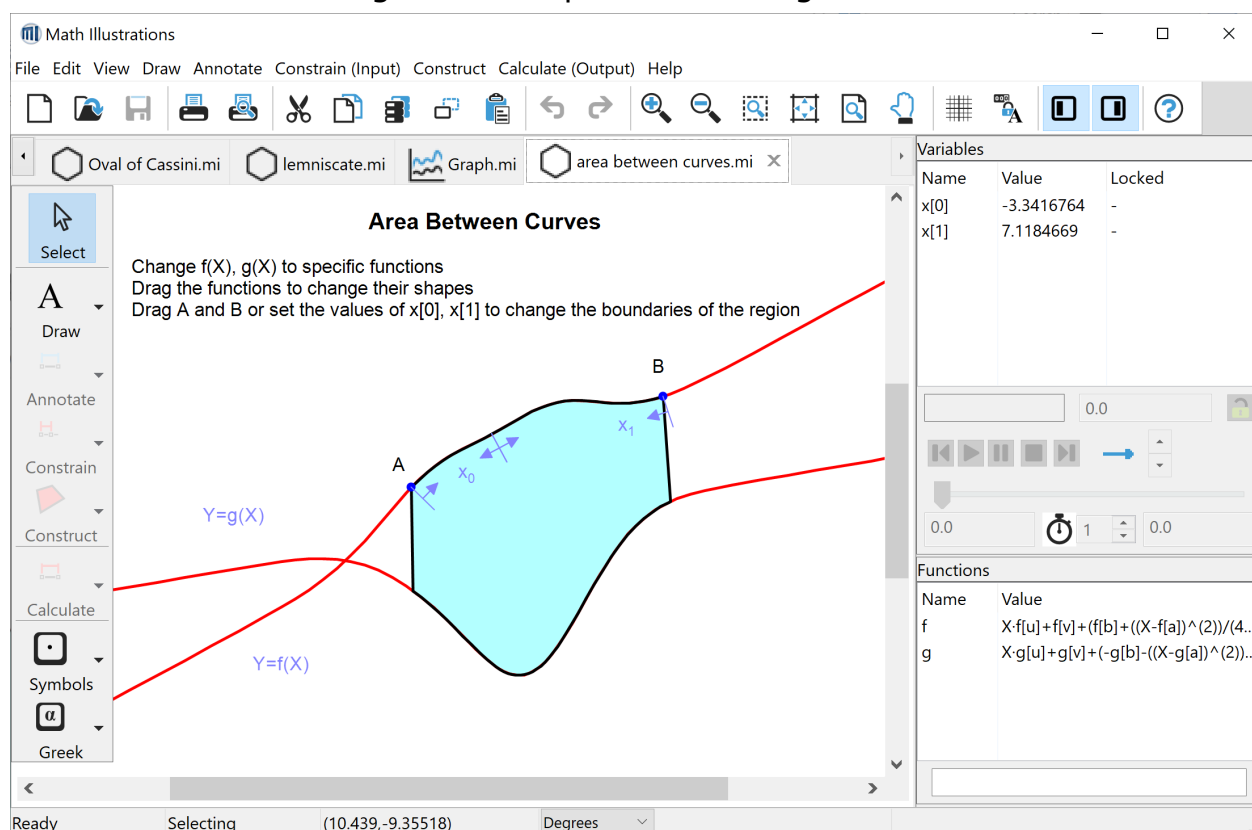 Math Illustrations
File Edit View Draw Annotate Constrain (Input) Construct Calculate (Output) Help
Oval of Cassini.mi lemniscate.mi Graph.mi area between curves.mi
Variables
Name Value Locked
x[0] -3.3416764 -
x[1] 7.1184669 -
Select
A
Draw
Annotate
Constrain
Construct
Calculate
Symbols
α
Greek
Area Between Curves
Change f(X), g(X) to specific functions
Drag the functions to change their shapes
Drag A and B or set the values of x[0], x[1] to change the boundaries of the region
B
x1
A
x0
Y=g(X)
Y=f(X)
0.0
0.0 1 0.0
Functions
Name Value
f X·f[u]+f[v]+(f[b]+((X-f[a])^(2))/(4..
g X·g[u]+g[v]+(-g[b]-((X-g[a])^(2))..
Ready Selecting (10.439,-9.35518) Degrees